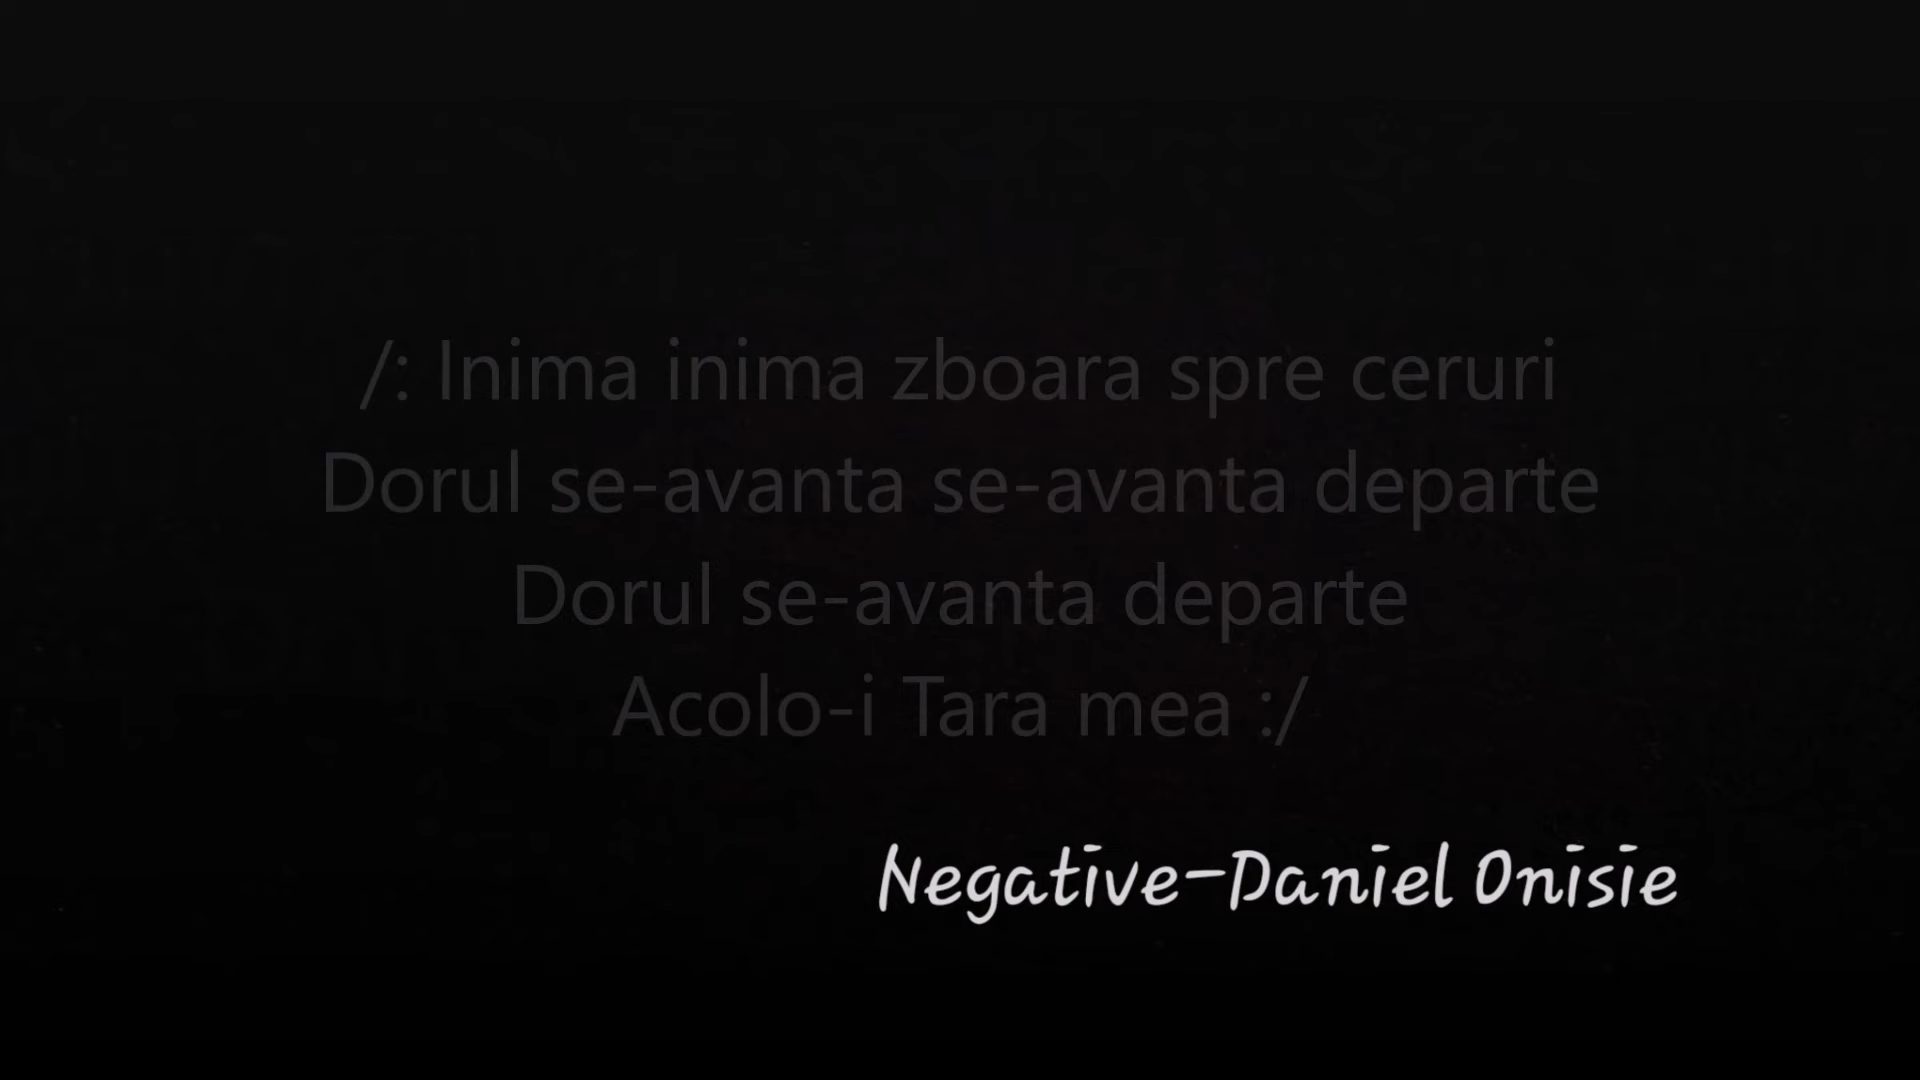 /: Inima inima zboara spre ceruri
Dorul se-avanta se-avanta departe
Dorul se-avanta departe
Acolo-i Tara mea :/
Negative-Daniel Onisie